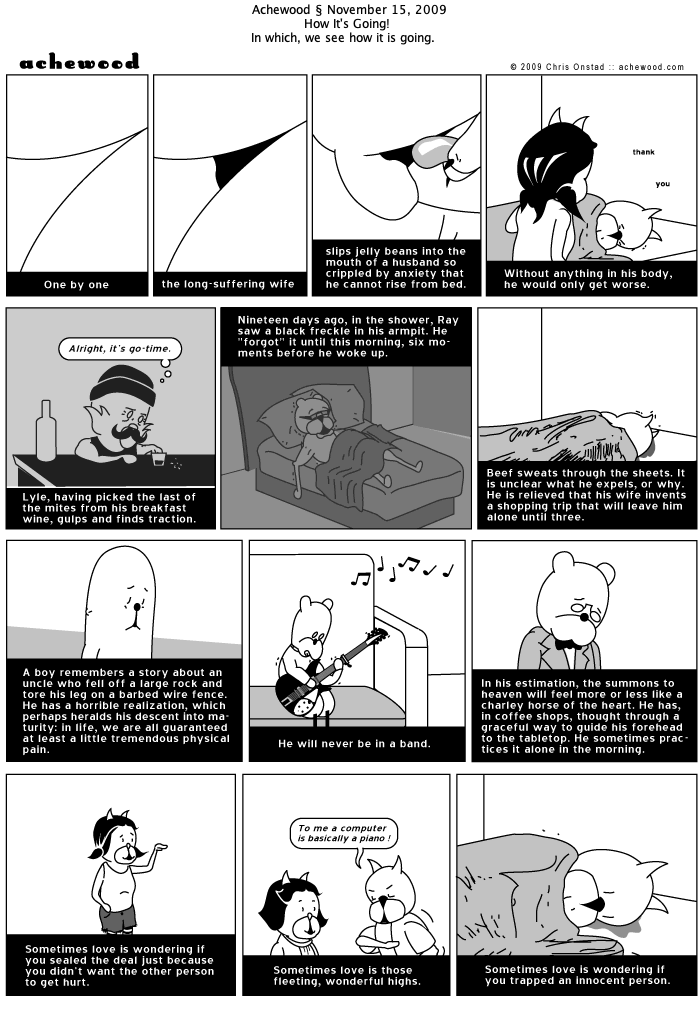 Achewood § November 15, 2009
How It's Going!
In which, we see how it is going.
achewood
© 2009 Chris Onstad :: achewood.com
One by one
the long-suffering wife
slips jelly beans into the
mouth of a husband so
crippled by anxiety that
he cannot rise from bed.
thank
you
Without anything in his body,
he would only get worse.
Alright, it's go-time.
Lyle, having picked the last of
the mites from his breakfast
wine, gulps and finds traction.
Nineteen days ago, in the shower, Ray
saw a black freckle in his armpit. He
"forgot" it until this morning, six mo-
ments before he woke up.
Beef sweats through the sheets. It
is unclear what he expels, or why.
He is relieved that his wife invents
a shopping trip that will leave him
alone until three.
A boy remembers a story about an
uncle who fell off a large rock and
tore his leg on a barbed wire fence.
He has a horrible realization, which
perhaps heralds his descent into ma-
turity: in life, we are all guaranteed
at least a little tremendous physical
pain.
He will never be in a band.
In his estimation, the summons to
heaven will feel more or less like a
charley horse of the heart. He has,
in coffee shops, thought through a
graceful way to guide his forehead
to the tabletop. He sometimes prac-
tices it alone in the morning.
Sometimes love is wondering if
you sealed the deal just because
you didn't want the other person
to get hurt.
To me a computer
is basically a piano !
Sometimes love is those
fleeting, wonderful highs.
Sometimes love is wondering if
you trapped an innocent person.